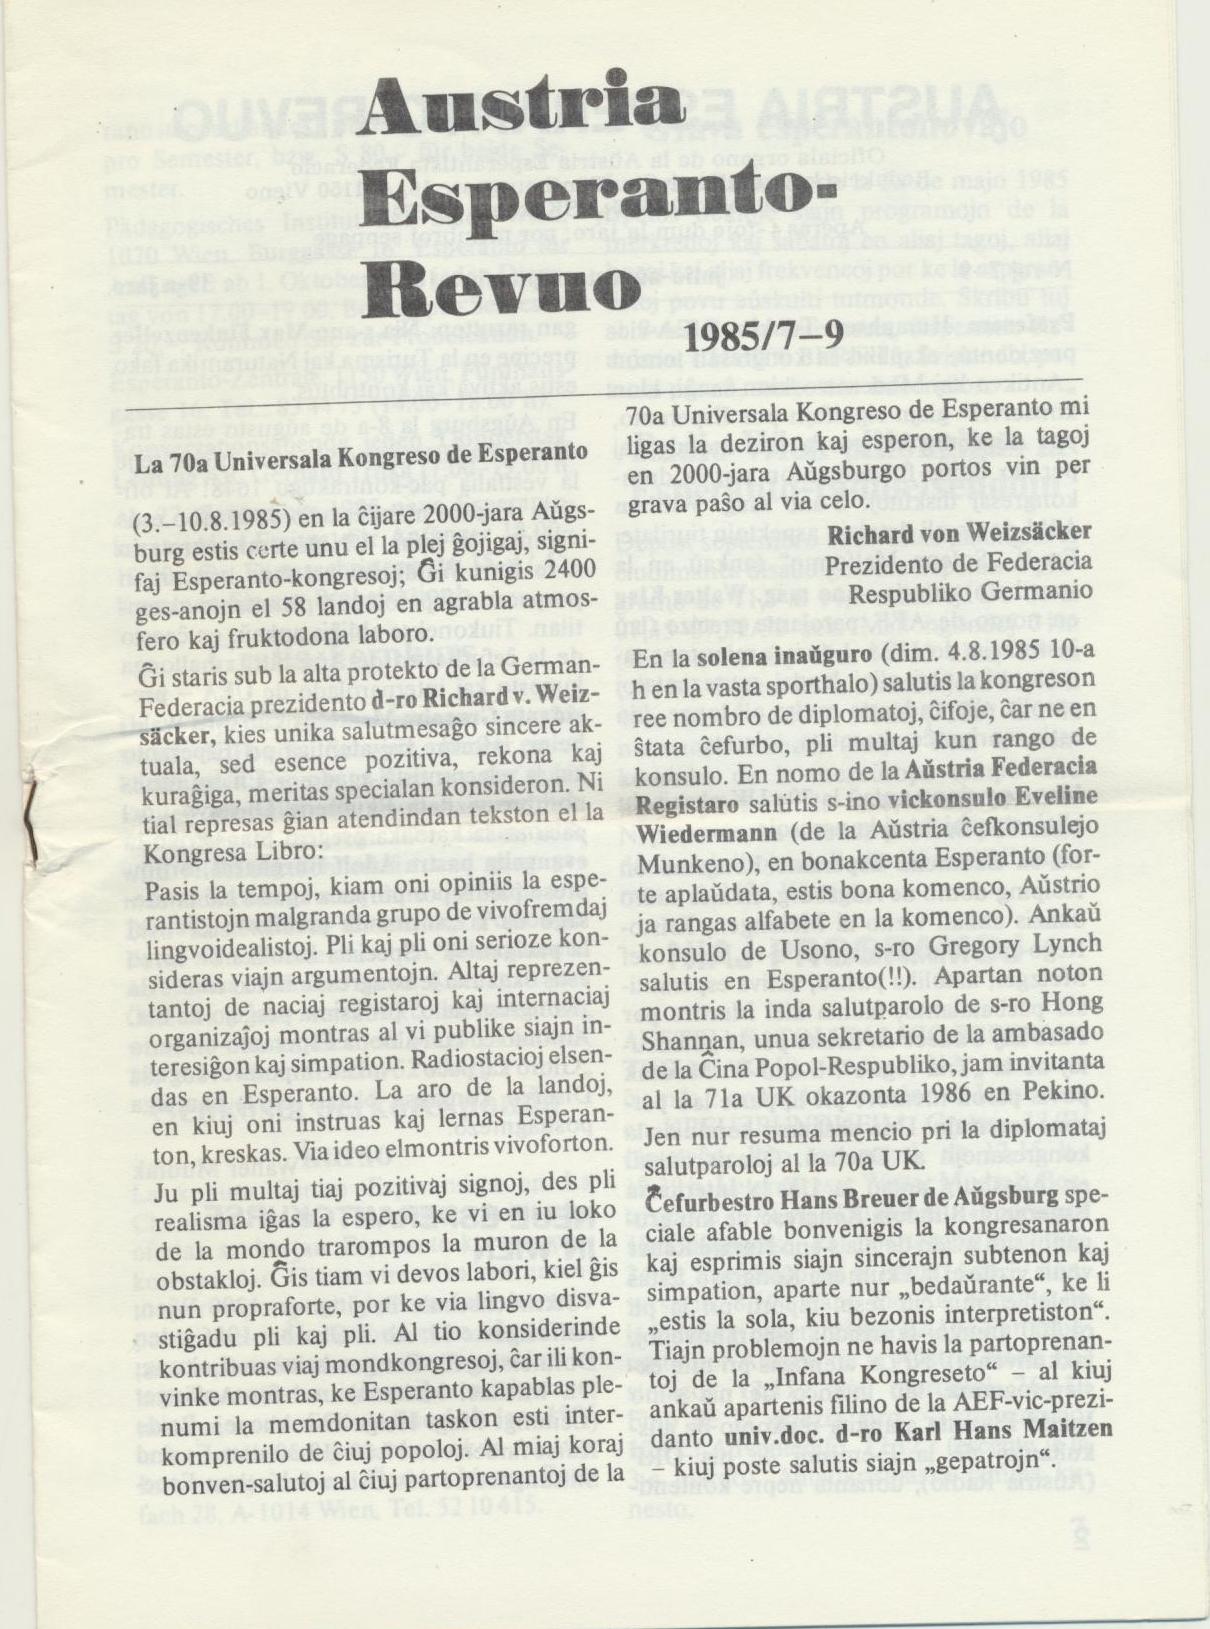 Austria
Esperanto-
Revuo
1985/7–9
La 70a Universala Kongreso de Esperanto
(3.–10.8.1985) en la ĉijare 2000-jara Aŭgs-
burg estis certe unu el la plej ĝojigaj, signi-
faj Esperanto-kongresoj; Ĝi kunigis 2400
ges-anojn el 58 landoj en agrabla atmos-
fero kaj fruktodona laboro.
Ĝi staris sub la alta protekto de la German-
Federacia prezidento d-ro Richard v. Weiz-
säcker, kies unika salutmesaĝo sincere ak-
tuala, sed esence pozitiva, rekona kaj
kuraĝiga, meritas specialan konsideron. Ni
tial represas ĝian atendindan tekston el la
Kongresa Libro:
Pasis la tempoj, kiam oni opiniis la espe-
rantistojn malgranda grupo de vivofremdaj
lingvoidealistoj. Pli kaj pli oni serioze kon-
sideras viajn argumentojn. Altaj reprezen-
tantoj de naciaj registaroj kaj internaciaj
organizaĵoj montras al vi publike siajn in-
teresiĝon kaj simpation. Radiostacioj elsen-
das en Esperanto. La aro de la landoj,
en kiuj oni instruas kaj lernas Esperan-
ton, kreskas. Via ideo elmontris vivoforton.
Ju pli multaj tiaj pozitivaj signoj, des pli
realisma iĝas la espero, ke vi en iu loko
de la mondo trarompos la muron de la
obstakloj. Ĝis tiam vi devos labori, kiel ĝis
nun propraforte, por ke via lingvo disva-
stiĝadu pli kaj pli. Al tio konsiderinde
kontribuas viaj mondkongresoj, ĉar ili kon-
vinke montras, ke Esperanto kapablas ple-
numi la memdonitan taskon esti inter-
komprenilo de ĉiuj popoloj. Al miaj koraj
bonven-salutoj al ĉiuj partoprenantoj de la
70a Universala Kongreso de Esperanto mi
ligas la deziron kaj esperon, ke la tagoj
en 2000-jara Aŭgsburgo portos vin per
grava paŝo al via celo.
Richard von Weizsäcker
Prezidento de Federacia
Respubliko Germanio
En la solena inaŭguro (dim. 4.8.1985 10-a
h en la vasta sporthalo) salutis la kongreson
ree nombro de diplomatoj, ĉifoje, ĉar ne en
ŝtata ĉefurbo, pli multaj kun rango de
konsulo. En nomo de la Aŭstria Federacia
Registaro salutis s-ino vickonsulo Eveline
Wiedermann (de la Aŭstria ĉefkonsulejo
Munkeno), en bonakcenta Esperanto (for-
te aplaŭdata, estis bona komenco, Aŭstrio
ja rangas alfabete en la komenco). Ankaŭ
konsulo de Usono, s-ro Gregory Lynch
salutis en Esperanto(!!). Apartan noton
montris la inda salutparolo de s-ro Hong
Shannan, unua sekretario de la ambasado
de la Ĉina Popol-Respubliko, jam invitanta
al la 71a UK okazonta 1986 en Pekino.
Jen nur resuma mencio pri la diplomataj
salutparoloj al la 70a UK.
Ĉefurbestro Hans Breuer de Aŭgsburg spe-
ciale afable bonvenigis la kongresanaron
kaj esprimis siajn sincerajn subtenon kaj
simpation, aparte nur „bedaŭrante“, ke li
„estis la sola, kiu bezonis interpretiston“.
Tiajn problemojn ne havis la partoprenan-
toj de la „Infana Kongreseto“ – al kiuj
ankaŭ apartenis filino de la AEF-vic-prezi-
danto univ.doc. d-ro Karl Hans Maitzen
– kiuj poste salutis siajn „gepatrojn“.